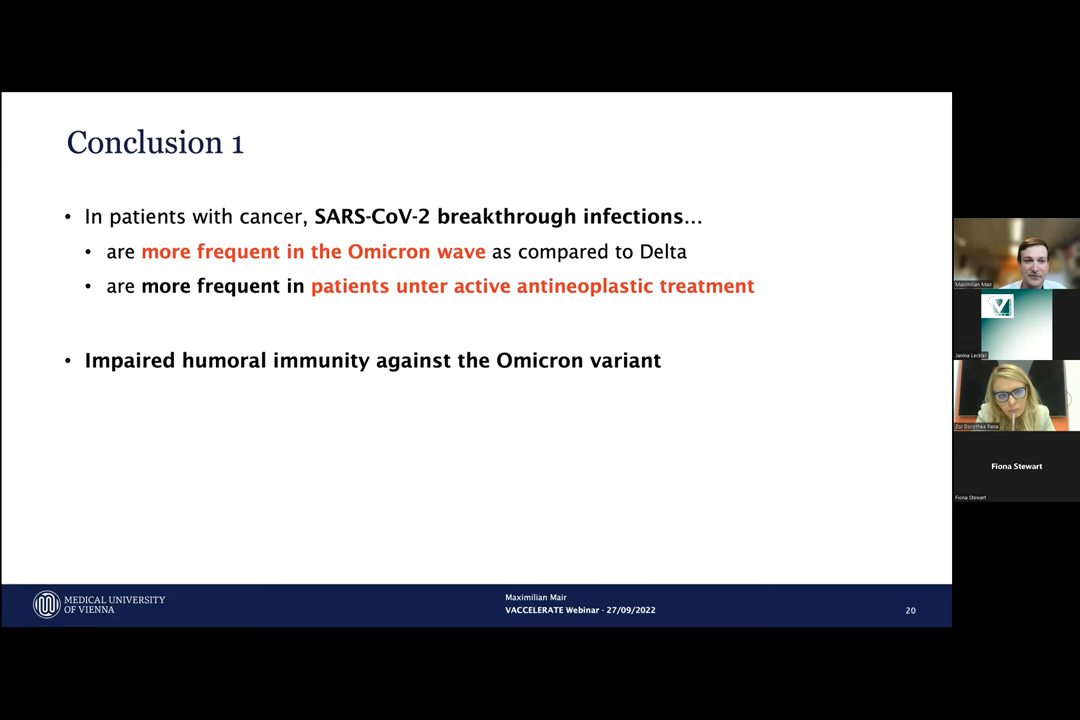 Conclusion 1
• In patients with cancer, SARS-CoV-2 breakthrough infections...
• are more frequent in the Omicron wave as compared to Delta
• are more frequent in patients unter active antineoplastic treatment
• Impaired humoral immunity against the Omicron variant
MEDICAL UNIVERSITY
OF VIENNA
Maximilian Mair
VACCELERATE Webinar - 27/09/2022
20
Maximilian Mair
Janina Leckler
Zoi Dorothea Pana
Fiona Stewart
Fiona Stewart